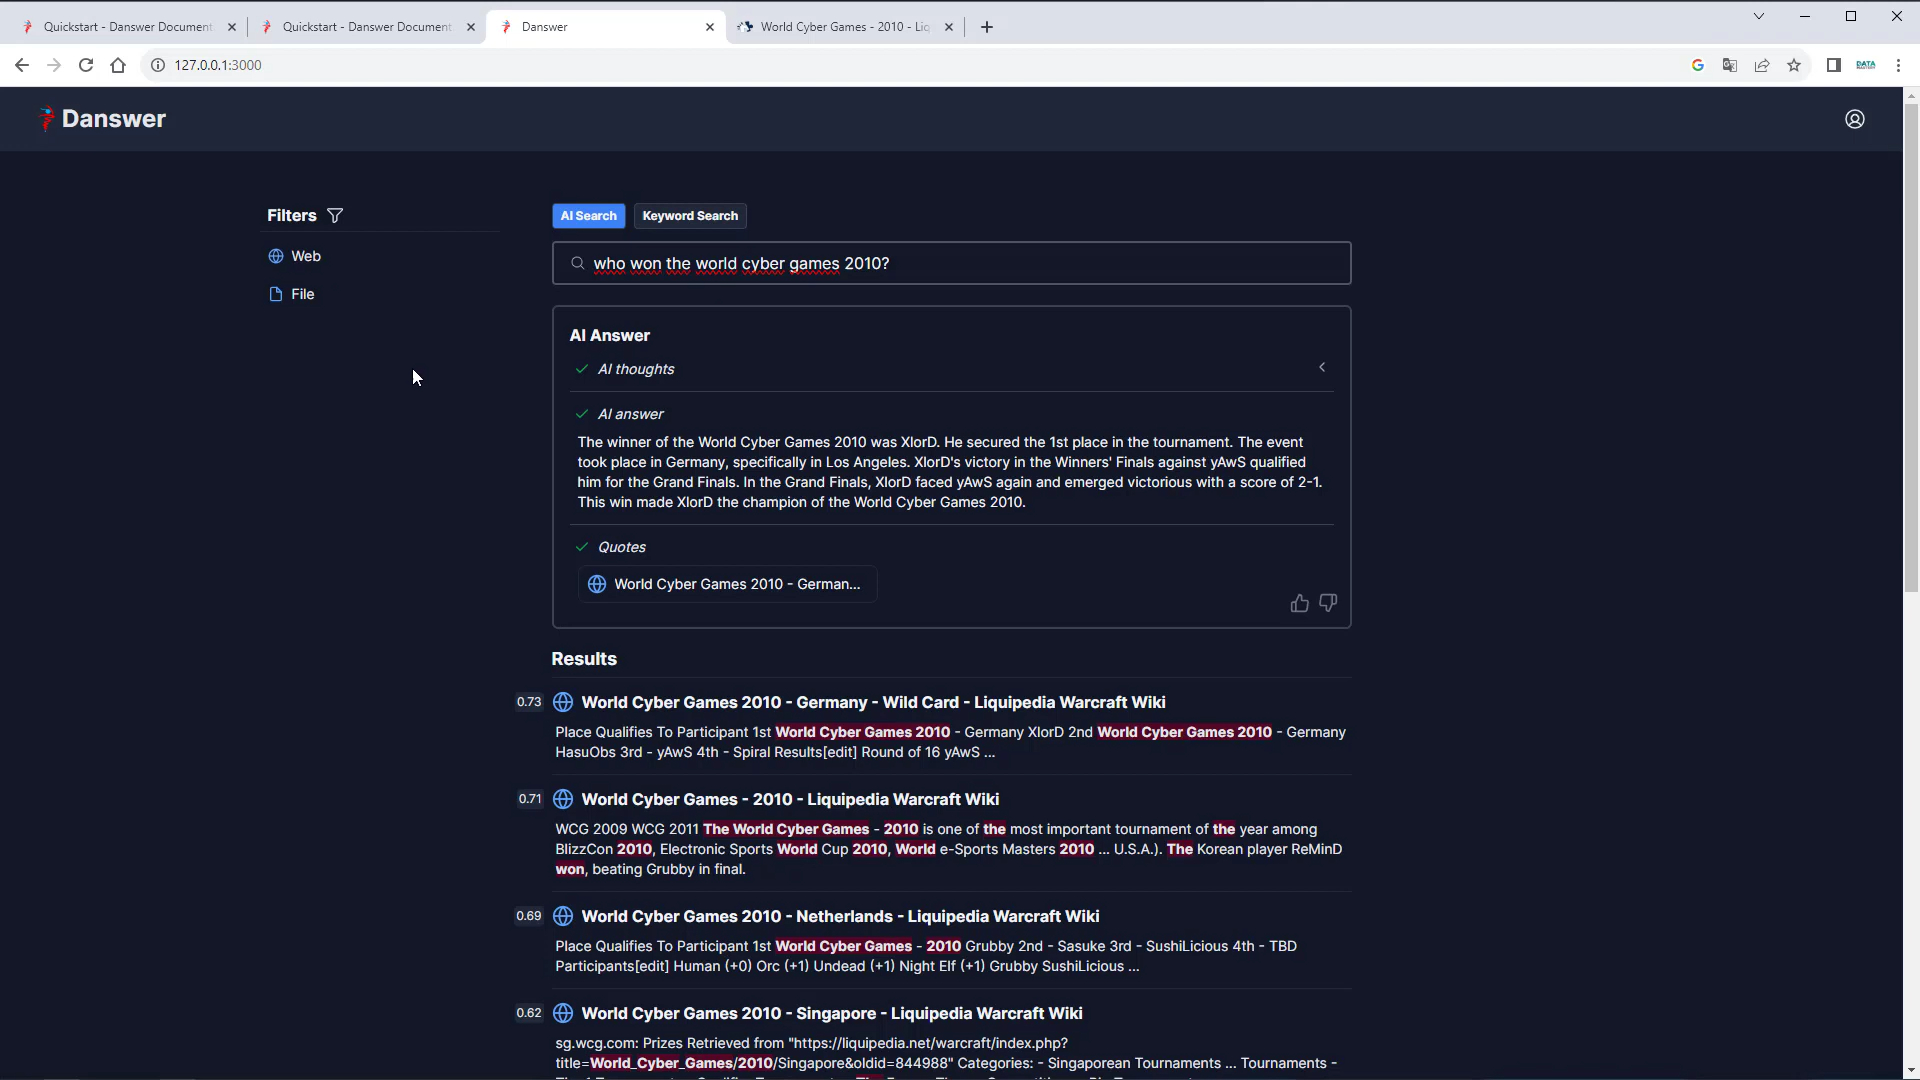 Quickstart - Danswer Document
Quickstart - Danswer Document
Danswer
World Cyber Games - 2010 - Liq
127.0.0.1:3000
DATA
Danswer
Filters
Web
File
AI Search
Keyword Search
who won the world cyber games 2010?
AI Answer
AI thoughts
AI answer
The winner of the World Cyber Games 2010 was XlorD. He secured the 1st place in the tournament. The event
took place in Germany, specifically in Los Angeles. XlorD's victory in the Winners' Finals against yAwS qualified
him for the Grand Finals. In the Grand Finals, XlorD faced yAwS again and emerged victorious with a score of 2-1.
This win made XlorD the champion of the World Cyber Games 2010.
Quotes
World Cyber Games 2010 - German...
Results
0.73 World Cyber Games 2010 - Germany - Wild Card - Liquipedia Warcraft Wiki
Place Qualifies To Participant 1st World Cyber Games 2010 - Germany XlorD 2nd World Cyber Games 2010 - Germany
HasuObs 3rd - yAwS 4th - Spiral Results[edit] Round of 16 yAwS ...
0.71 World Cyber Games - 2010 - Liquipedia Warcraft Wiki
WCG 2009 WCG 2011 The World Cyber Games - 2010 is one of the most important tournament of the year among
BlizzCon 2010, Electronic Sports World Cup 2010, World e-Sports Masters 2010 ... U.S.A.). The Korean player ReMinD
won, beating Grubby in final.
0.69 World Cyber Games 2010 - Netherlands - Liquipedia Warcraft Wiki
Place Qualifies To Participant 1st World Cyber Games - 2010 Grubby 2nd - Sasuke 3rd - SushiLicious 4th - TBD
Participants[edit] Human (+0) Orc (+1) Undead (+1) Night Elf (+1) Grubby SushiLicious ...
0.62 World Cyber Games 2010 - Singapore - Liquipedia Warcraft Wiki
sg.wcg.com: Prizes Retrieved from "https://liquipedia.net/warcraft/index.php?
title=World_Cyber_Games/2010/Singapore&oldid=844988" Categories: - Singaporean Tournaments ... Tournaments -